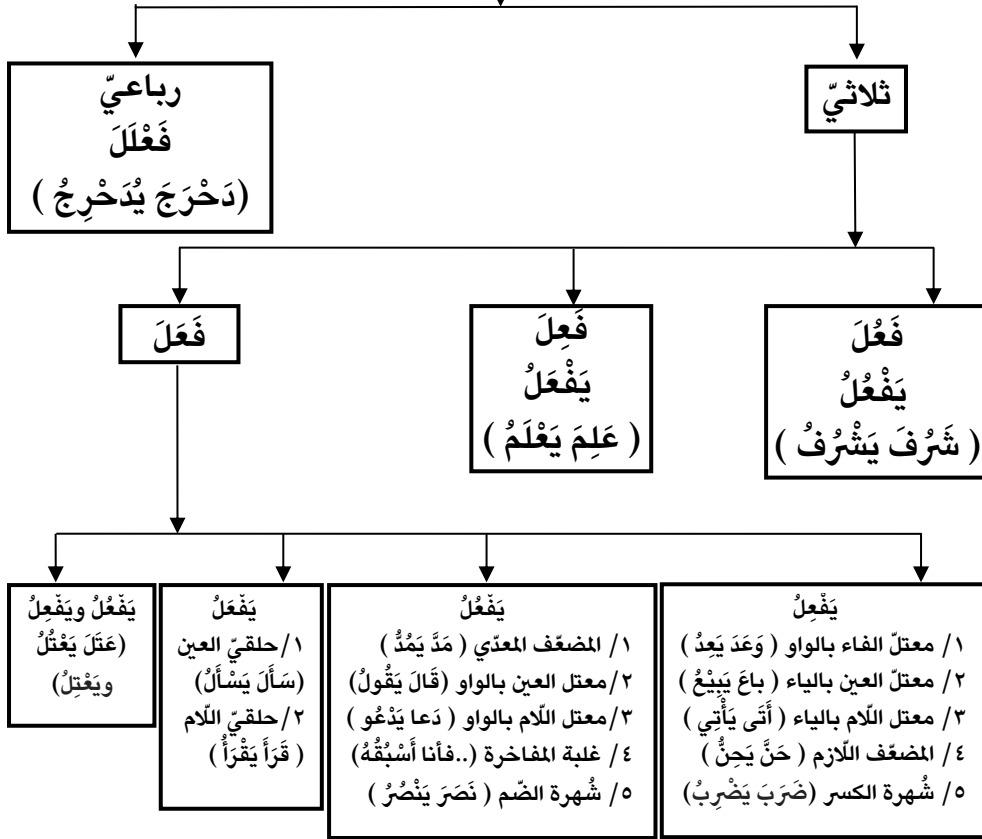 ثلاثيّ
رباعيّ
فَعْلَلَ
(دَحْرَجَ يُدَحْرِجُ )
فَعُلَ
يَفْعُلُ
( شَرُفَ يَشْرُفُ )
فَعِلَ
يَفْعَلُ
( عَلِمَ يَعْلَمُ )
فَعَلَ
يَفْعِلُ
١/ معتلّ الفاء بالواو ( وَعَدَ يَعِدُ )
٢/ معتلّ العين بالياء ( باعَ يَبِيْعُ )
٣/ معتل اللّام بالياء ( أَتَى يَأْتِي )
٤/ المضعّف اللّازم ( حَنَّ يَحِنُّ )
٥/ شُهرة الكسر (ضَرَبَ يَضْرِبُ)
يَفْعُلُ
١/ المضعّف المعدّي ( مَدَّ يَمُدُّ )
٢/معتل العين بالواو ( قَالَ يَقُولُ)
٣/معتل اللّام بالواو ( دَعا يَدْعُو )
٤/ غلبة المفاخرة (..فأنا أَسْبُقُهُ)
٥/ شُهرة الضّم ( نَصَرَ يَنْصُرُ )
يَفْعَلُ
١/حلقيّ العين
(سَأَلَ يَسْأَلُ)
٢/حلقيّ اللّام
( قَرَأَ يَقْرَأُ )
يَفْعُلُ ويَفْعِلُ
(عَتَلَ يَعْتُلُ
ويَعْتِلُ)